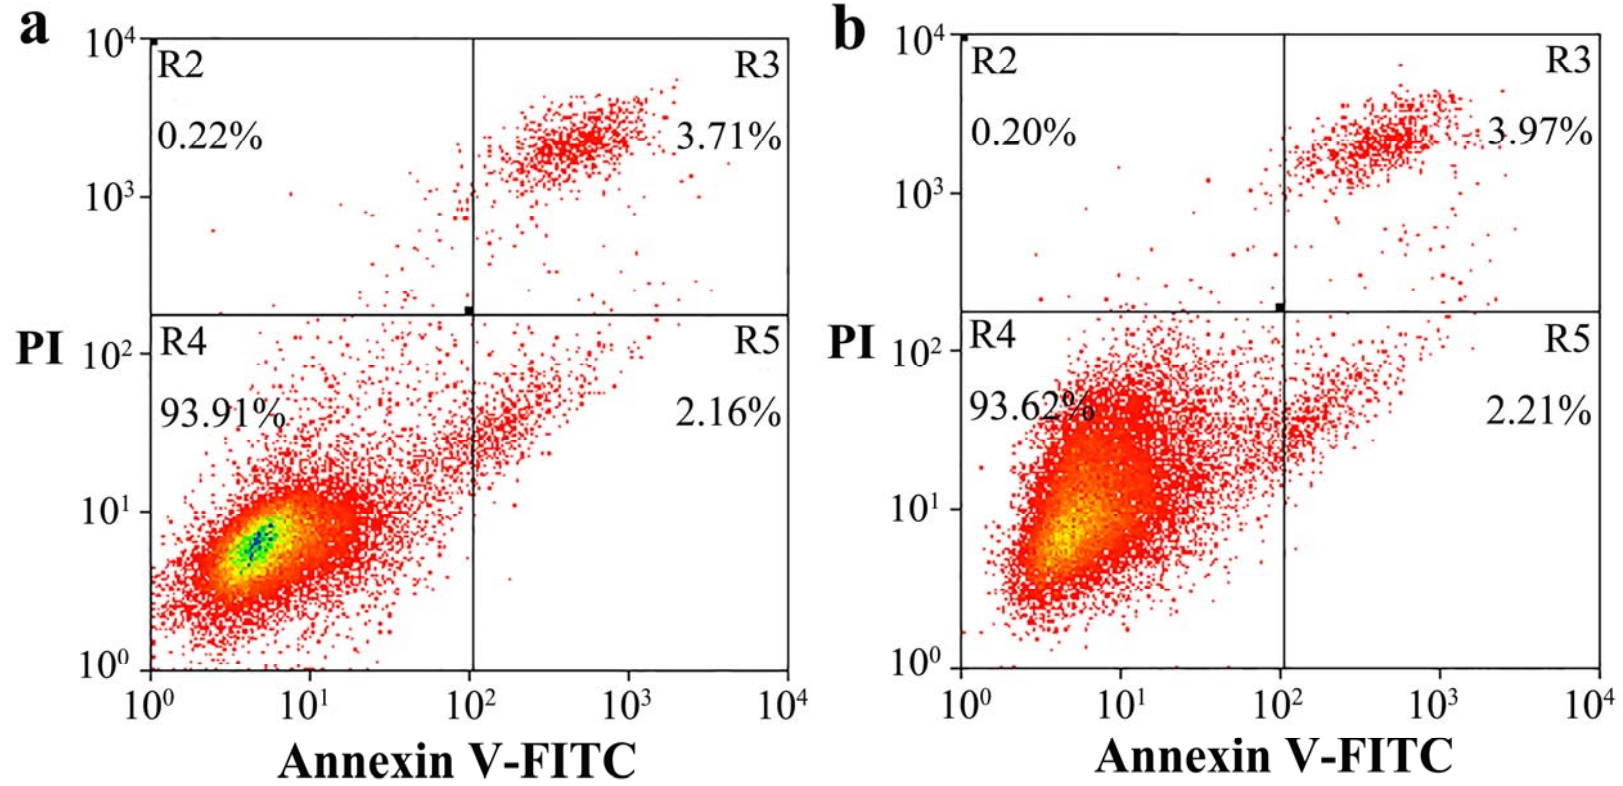 a
10⁴
R2
R3
0.22%
3.71%
10³
PI
10²
R4
R5
93.91%
2.16%
10¹
10⁰
10⁰ 10¹ 10² 10³ 10⁴
Annexin V-FITC
b
10⁴
R2
R3
0.20%
3.97%
10³
PI
10²
R4
R5
93.62%
2.21%
10¹
10⁰
10⁰ 10¹ 10² 10³ 10⁴
Annexin V-FITC